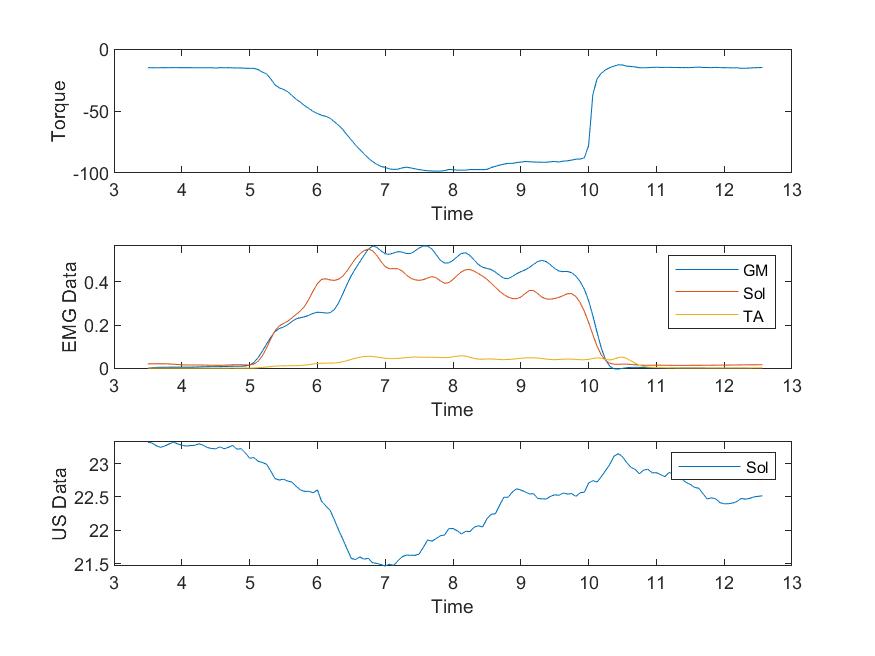 0
-50
-100
Torque
3 4 5 6 7 8 9 10 11 12 13
Time
0.4
0.2
0
EMG Data
GM
Sol
TA
3 4 5 6 7 8 9 10 11 12 13
Time
23
22.5
22
21.5
US Data
Sol
3 4 5 6 7 8 9 10 11 12 13
Time